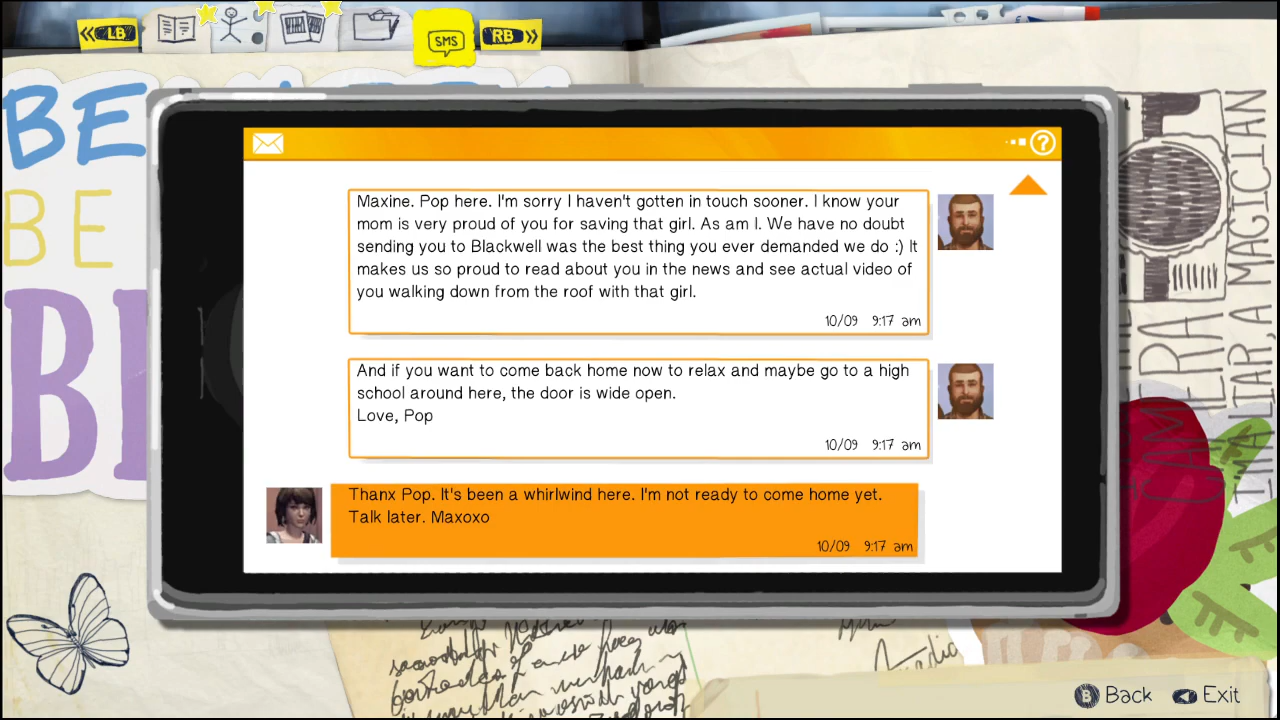 LB
SMS
RB
BE
BE
Maxine. Pop here. I'm sorry I haven't gotten in touch sooner. I know your
mom is very proud of you for saving that girl. As am I. We have no doubt
sending you to Blackwell was the best thing you ever demanded we do :) It
makes us so proud to read about you in the news and see actual video of
you walking down from the roof with that girl.
10/09 9:17 am
And if you want to come back home now to relax and maybe go to a high
school around here, the door is wide open.
Love, Pop
10/09 9:17 am
Thanx Pop. It's been a whirlwind here. I'm not ready to come home yet.
Talk later. Maxoxo
10/09 9:17 am
CAMERA
LIAR, A MAGICIAN
B Back
Exit